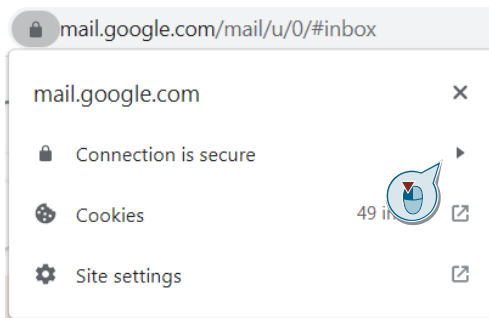 mail.google.com/mail/u/0/#inbox
mail.google.com
Connection is secure
Cookies 49
Site settings